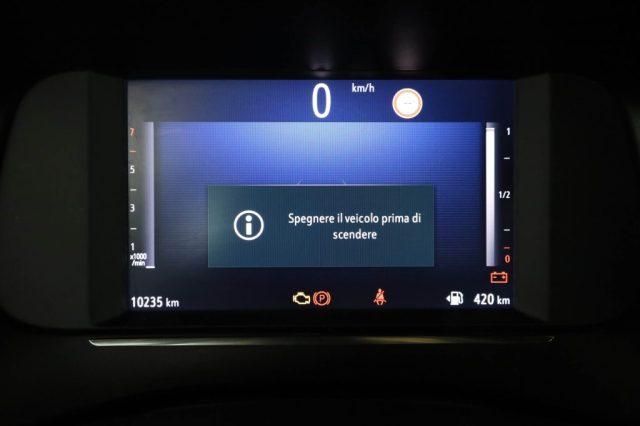 0 km/h --
7
5
3
1
x1000
/min
1
1/2
0
Spegnere il veicolo prima di
scendere
10235 km
P
420 km